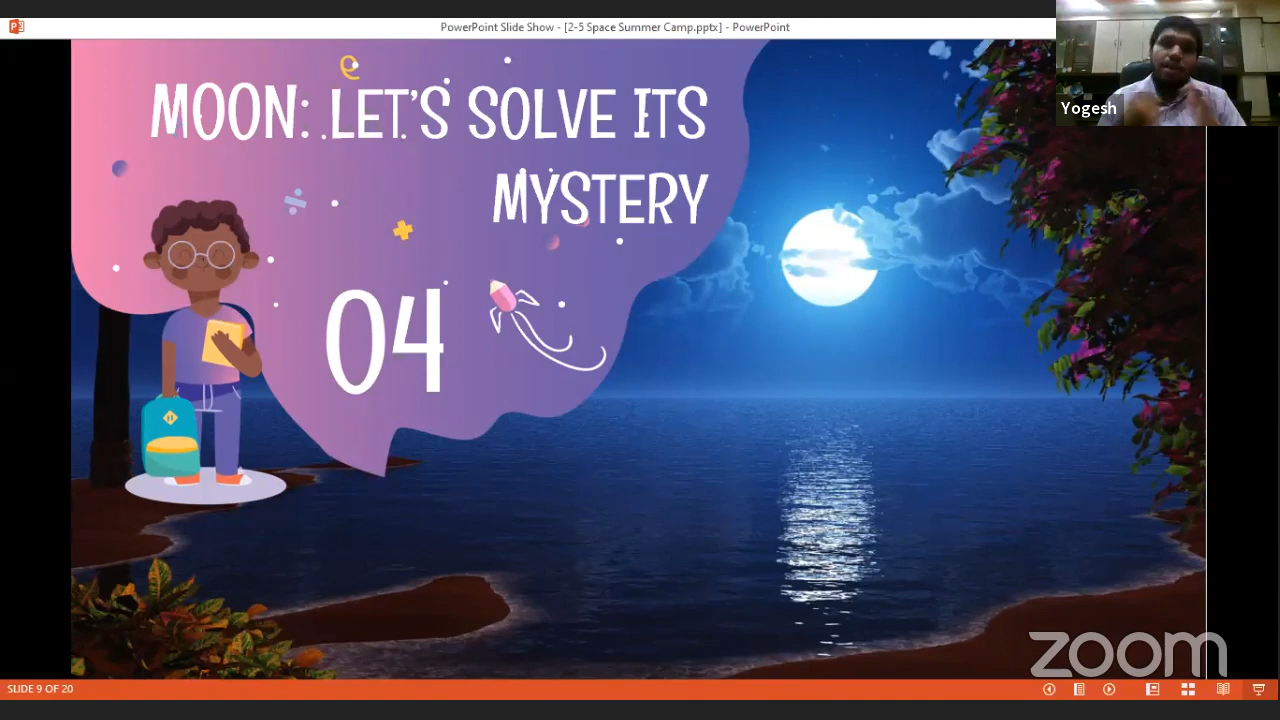 PowerPoint Slide Show - [2-5 Space Summer Camp.pptx] - PowerPoint
Yogesh
MOON: LET'S SOLVE ITS
MYSTERY
04
zoom
SLIDE 9 OF 20